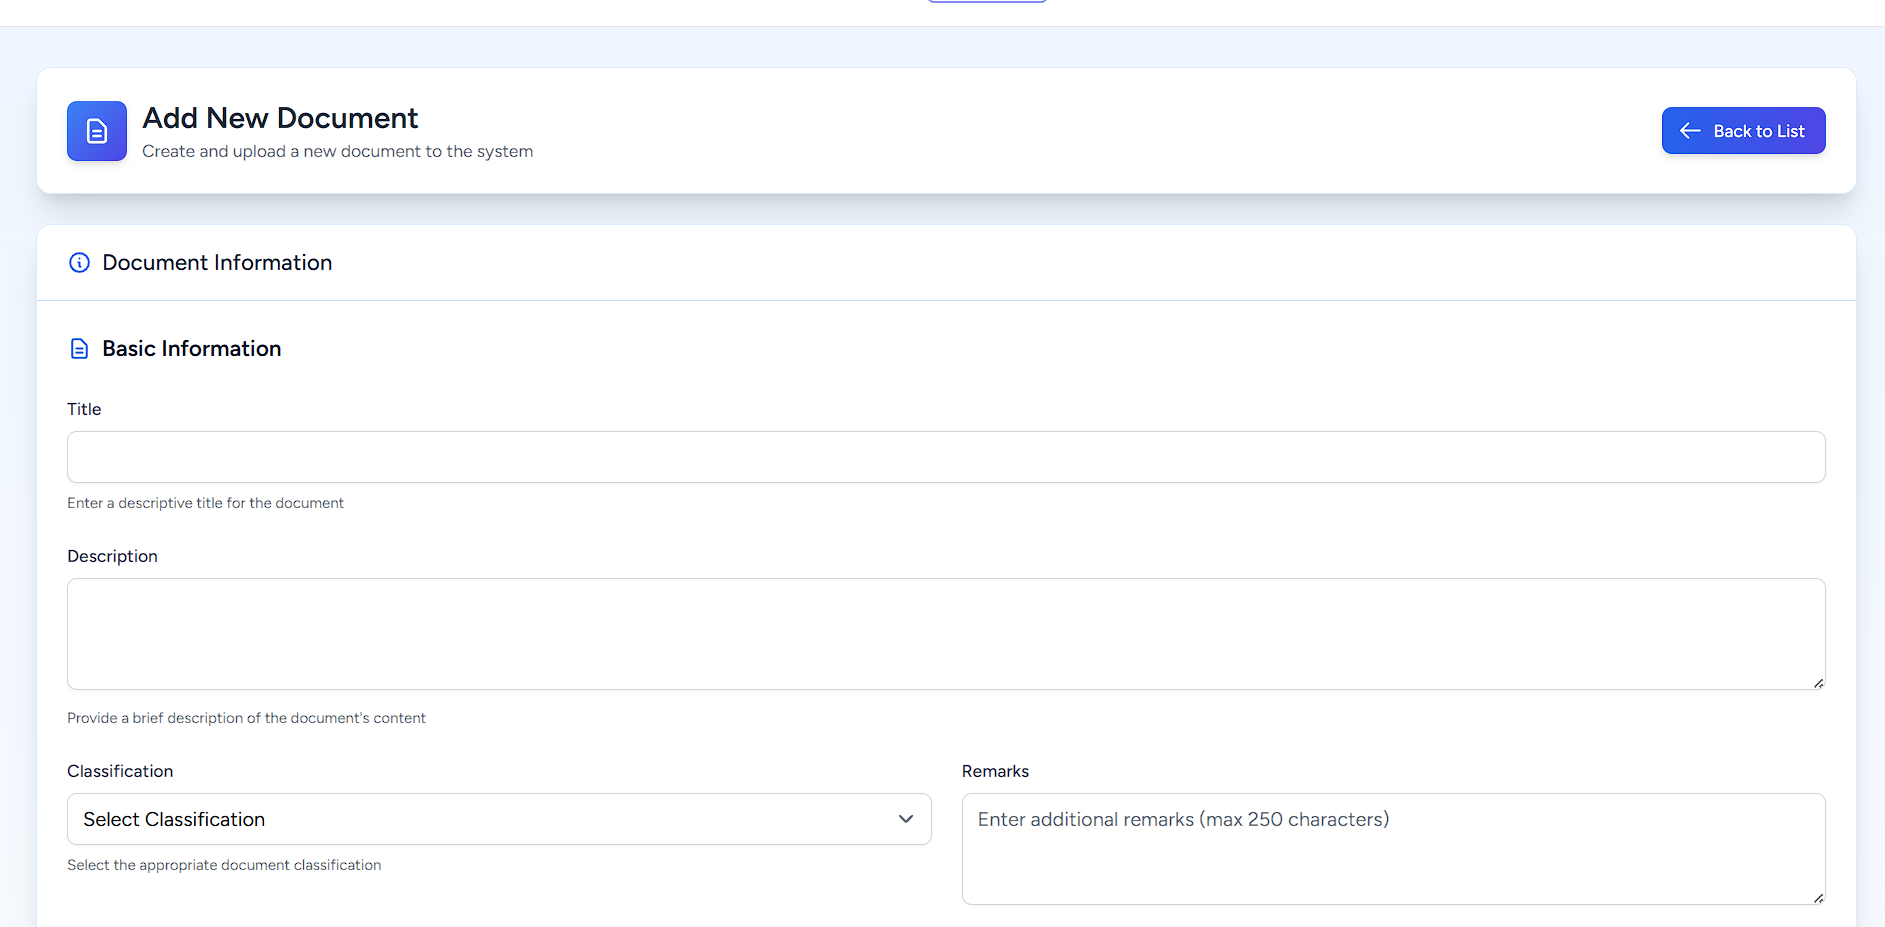 Add New Document
Create and upload a new document to the system
Back to List
Document Information
Basic Information
Title
Enter a descriptive title for the document
Description
Provide a brief description of the document's content
Classification
Select Classification
Select the appropriate document classification
Remarks
Enter additional remarks (max 250 characters)